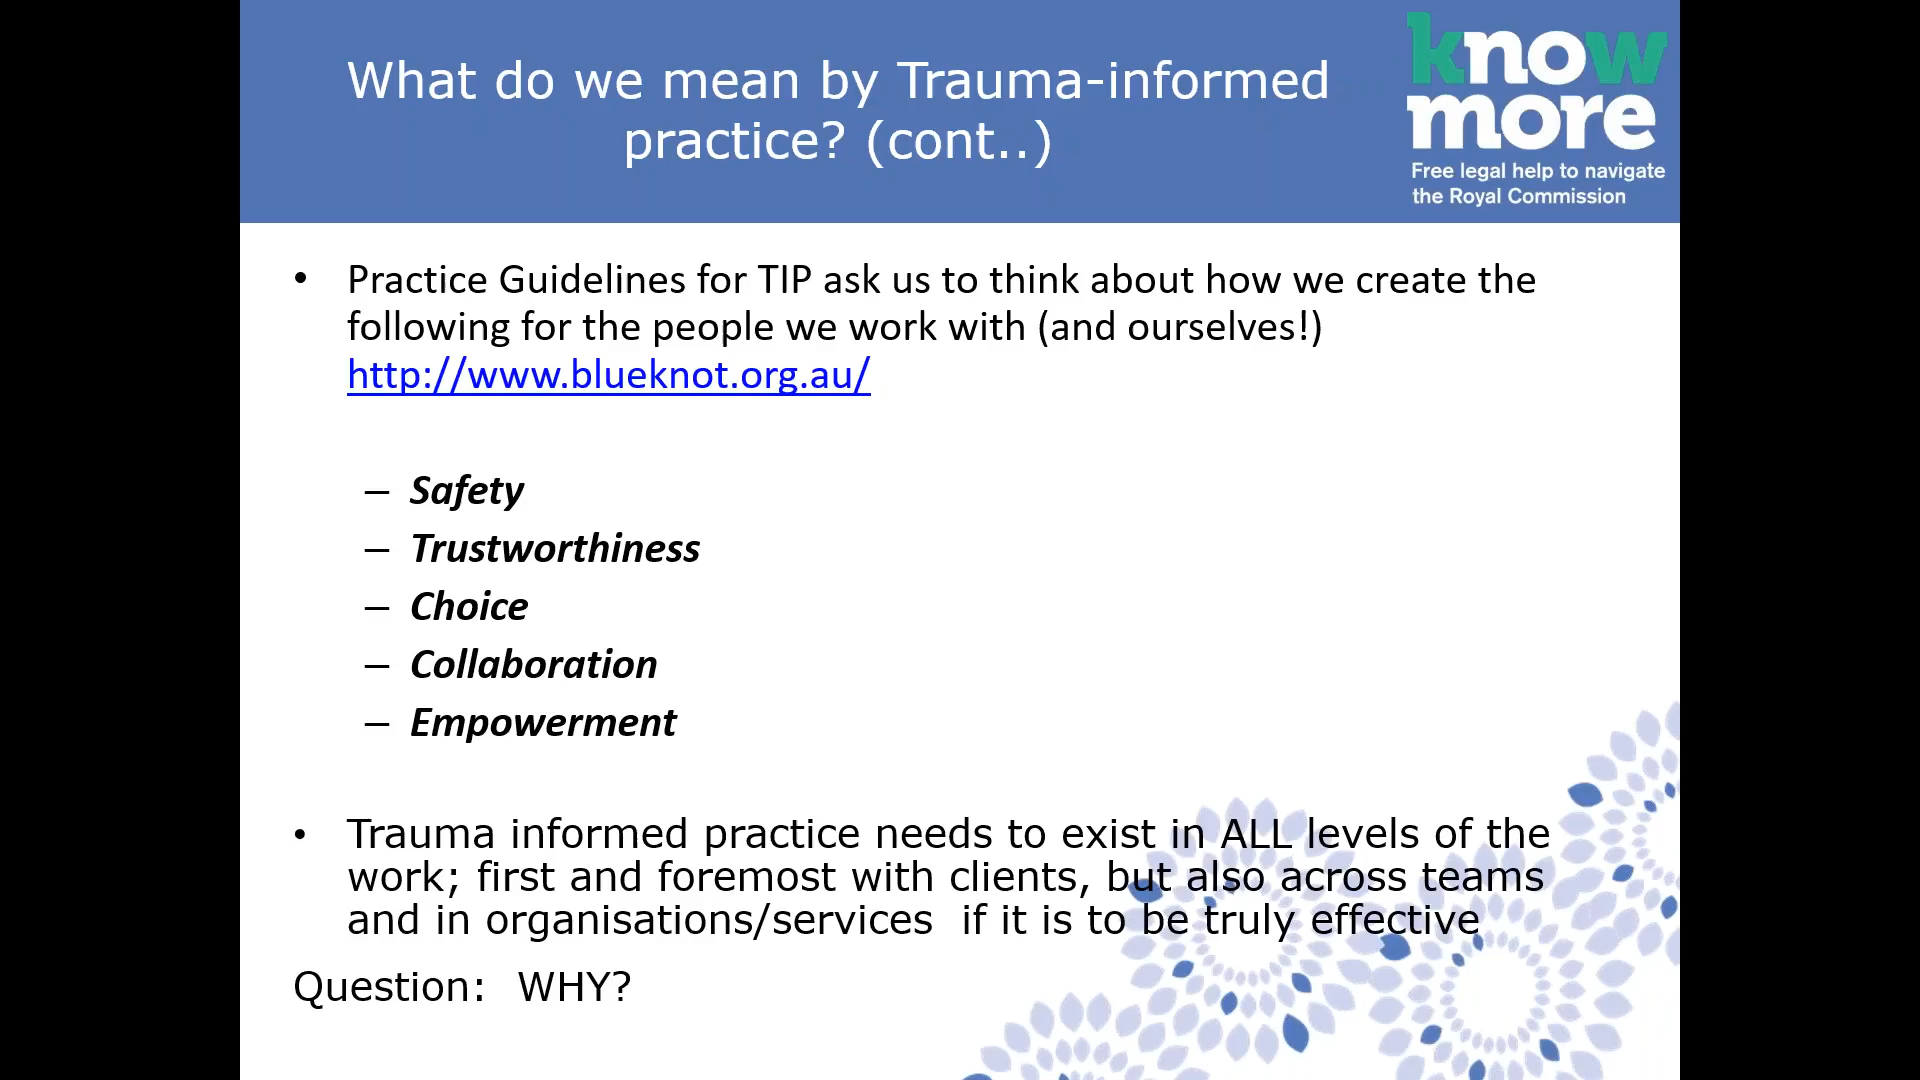 What do we mean by Trauma-informed
practice? (cont..)
know
more
Free legal help to navigate
the Royal Commission
• Practice Guidelines for TIP ask us to think about how we create the
following for the people we work with (and ourselves!)
http://www.blueknot.org.au/
– Safety
– Trustworthiness
– Choice
– Collaboration
– Empowerment
• Trauma informed practice needs to exist in ALL levels of the
work; first and foremost with clients, but also across teams
and in organisations/services  if it is to be truly effective
Question:  WHY?